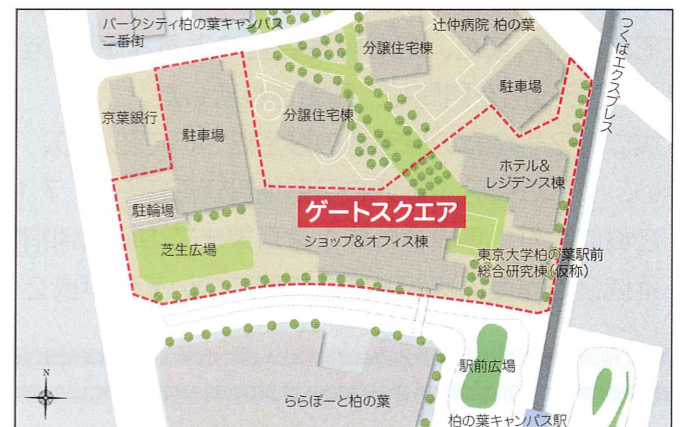 パークシティ柏の葉キャンパス
二番街
辻仲病院 柏の葉
つくばエクスプレス
分譲住宅棟
駐車場
京葉銀行
駐車場
分譲住宅棟
ホテル&
レジデンス棟
駐輪場
ゲートスクエア
ショップ&オフィス棟
芝生広場
東京大学柏の葉駅前
総合研究棟(仮称)
駅前広場
N
ららぽーと柏の葉
柏の葉キャンパス駅